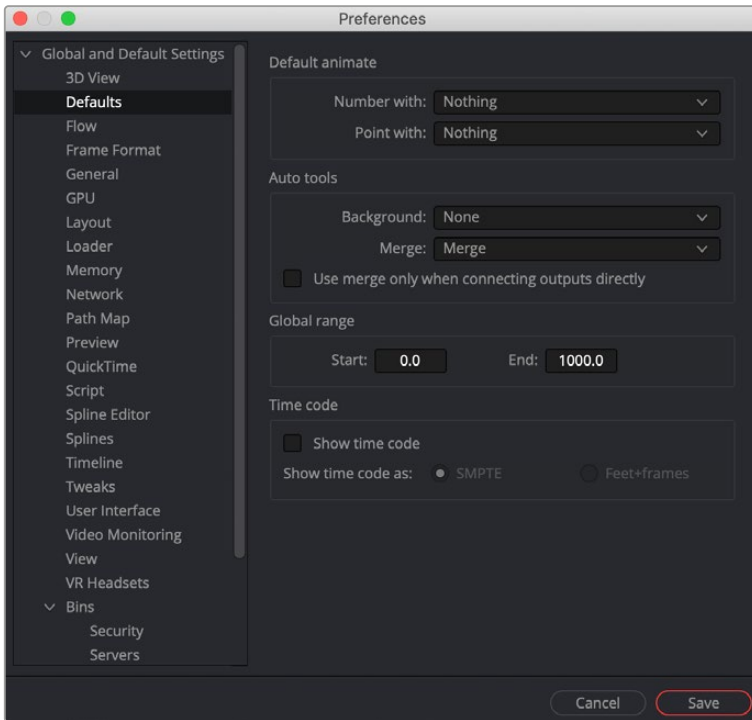 Preferences
Global and Default Settings
3D View
Defaults
Flow
Frame Format
General
GPU
Layout
Loader
Memory
Network
Path Map
Preview
QuickTime
Script
Spline Editor
Splines
Timeline
Tweaks
User Interface
Video Monitoring
View
VR Headsets
Bins
Security
Servers
Default animate
Number with: Nothing
Point with: Nothing
Auto tools
Background: None
Merge: Merge
Use merge only when connecting outputs directly
Global range
Start: 0.0 End: 1000.0
Time code
Show time code
Show time code as: SMPTE Feet+frames
Cancel Save